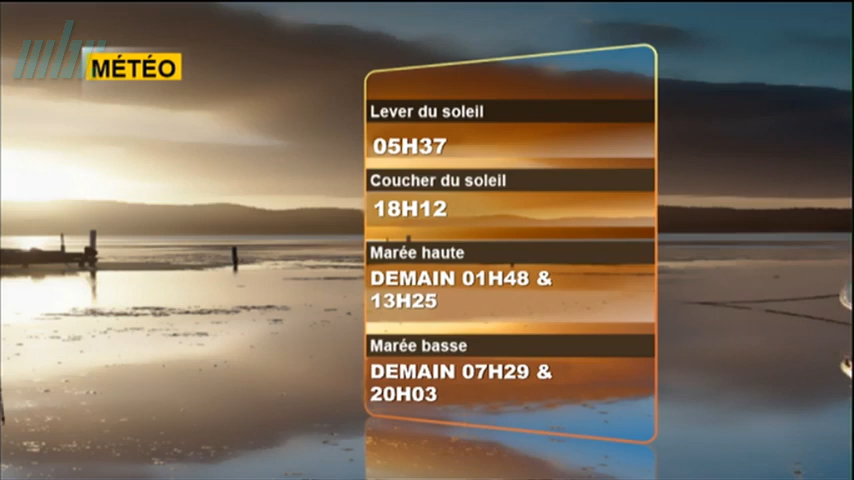 mbc
MÉTÉO
Lever du soleil
05H37
Coucher du soleil
18H12
Marée haute
DEMAIN 01H48 &
13H25
Marée basse
DEMAIN 07H29 &
20H03